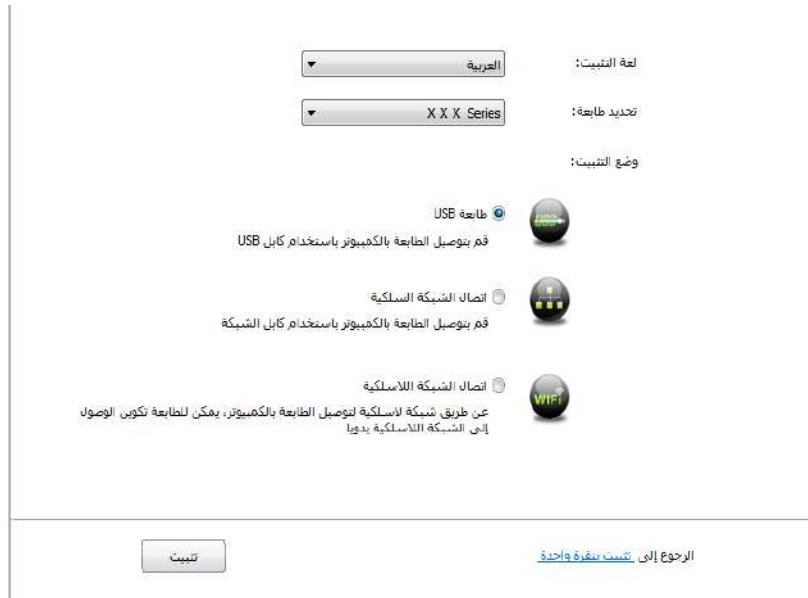 لغة التثبيت:
العربية
تحديد طابعة:
X X X Series
وضع التثبيت:
طابعة USB
قم بتوصيل الطابعة بالكمبيوتر باستخدام كابل USB
اتصال الشبكة السلكية
قم بتوصيل الطابعة بالكمبيوتر باستخدام كابل الشبكة
WiFi
اتصال الشبكة اللاسلكية
عن طريق شبكة لاسلكية لتوصيل الطابعة بالكمبيوتر، يمكن للطابعة تكوين الوصول
إلى الشبكة اللاسلكية يدويا
الرجوع إلى تثبيت بنقرة واحدة
تثبيت